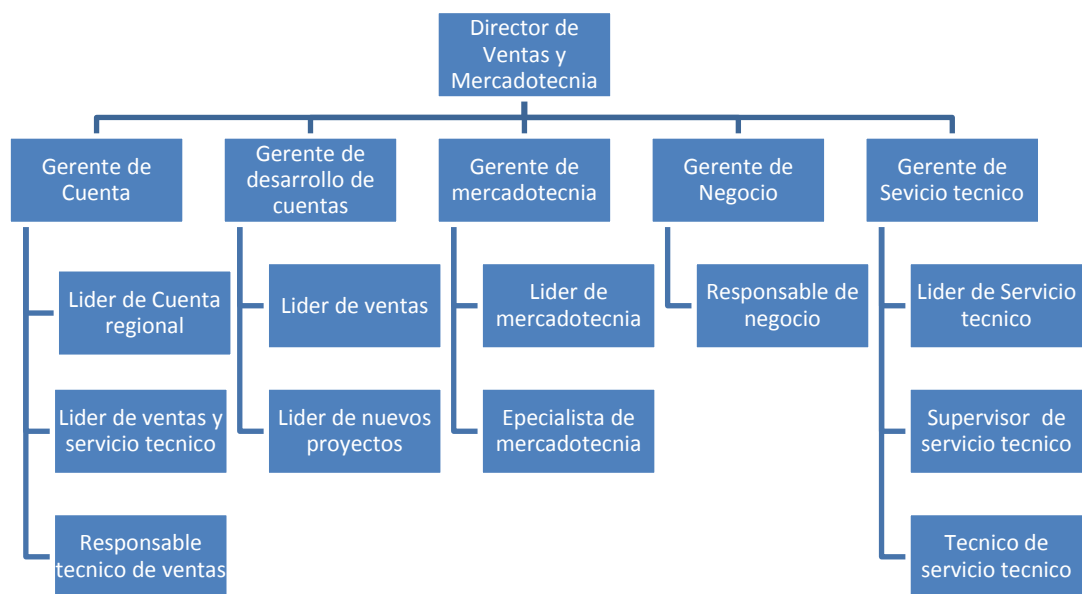 Director de
Ventas y
Mercadotecnia
Gerente de
Cuenta
Gerente de
desarrollo de
cuentas
Gerente de
mercadotecnia
Gerente de
Negocio
Gerente de
Sevicio tecnico
Lider de Cuenta
regional
Lider de ventas
Lider de
mercadotecnia
Responsable de
negocio
Lider de Servicio
tecnico
Lider de ventas y
servicio tecnico
Lider de nuevos
proyectos
Epecialista de
mercadotecnia
Supervisor de
servicio tecnico
Responsable
tecnico de ventas
Tecnico de
servicio tecnico